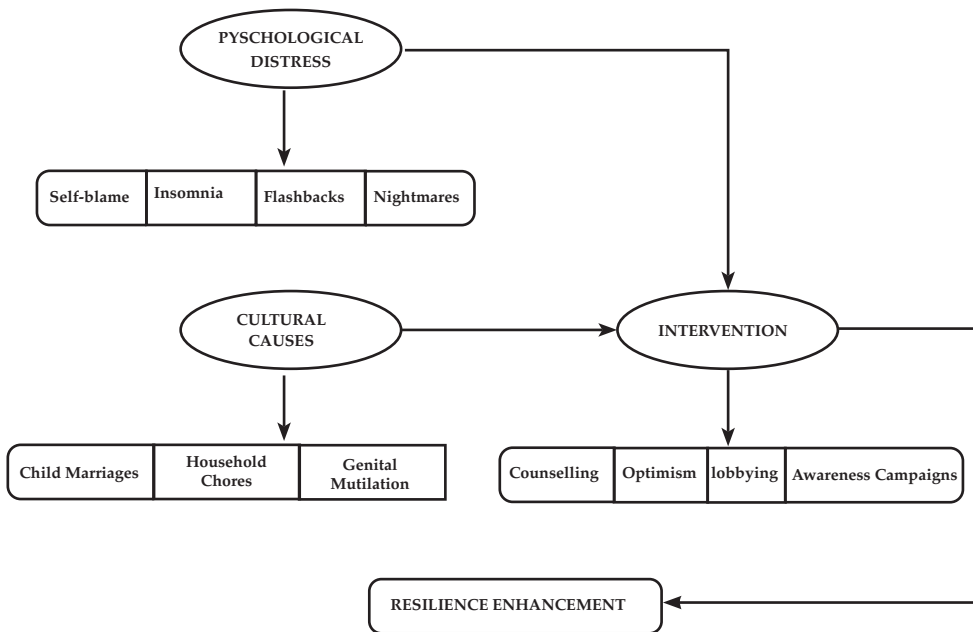 PYSCHOLOGICAL
DISTRESS
Self-blame
Insomnia
Flashbacks
Nightmares
CULTURAL
CAUSES
INTERVENTION
Child Marriages
Household
Chores
Genital
Mutilation
Counselling
Optimism
lobbying
Awareness Campaigns
RESILIENCE ENHANCEMENT